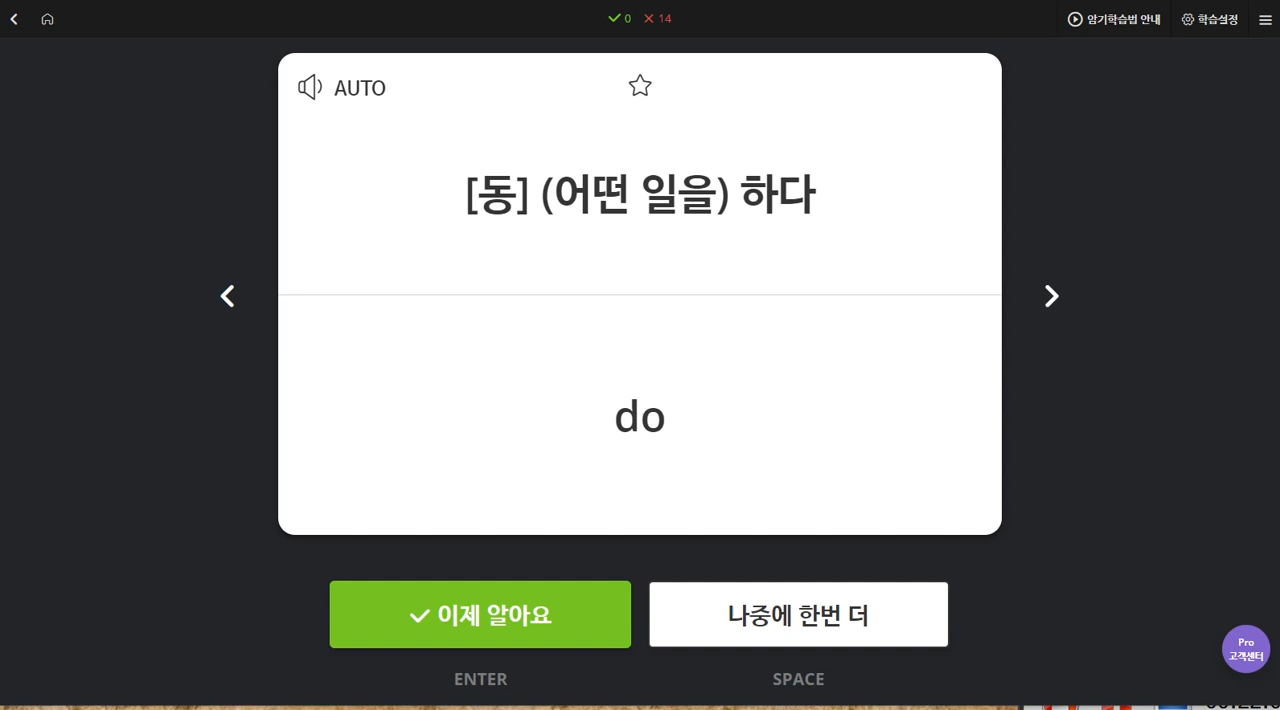 0 14 암기학습법 안내 학습설정
AUTO
[동] (어떤 일을) 하다
do
이제 알아요 나중에 한번 더
ENTER SPACE
Pro
고객센터